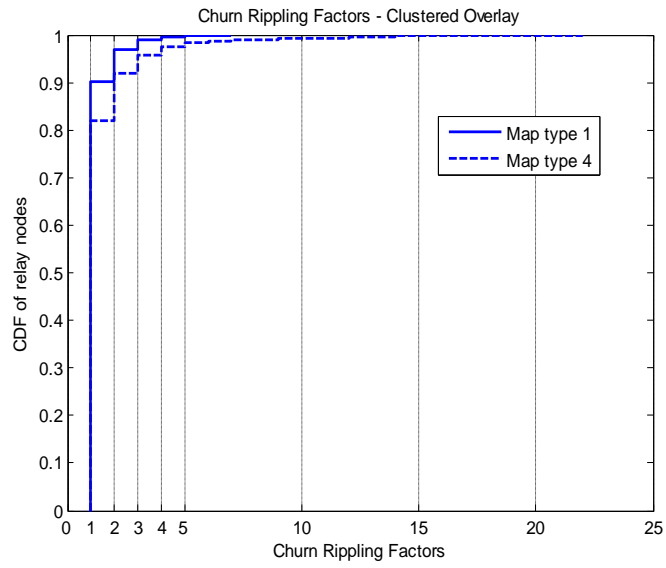 Churn Rippling Factors - Clustered Overlay
1
0.9
0.8
0.7
0.6
0.5
0.4
0.3
0.2
0.1
0
CDF of relay nodes
Map type 1
Map type 4
0 1 2 3 4 5 10 15 20 25
Churn Rippling Factors